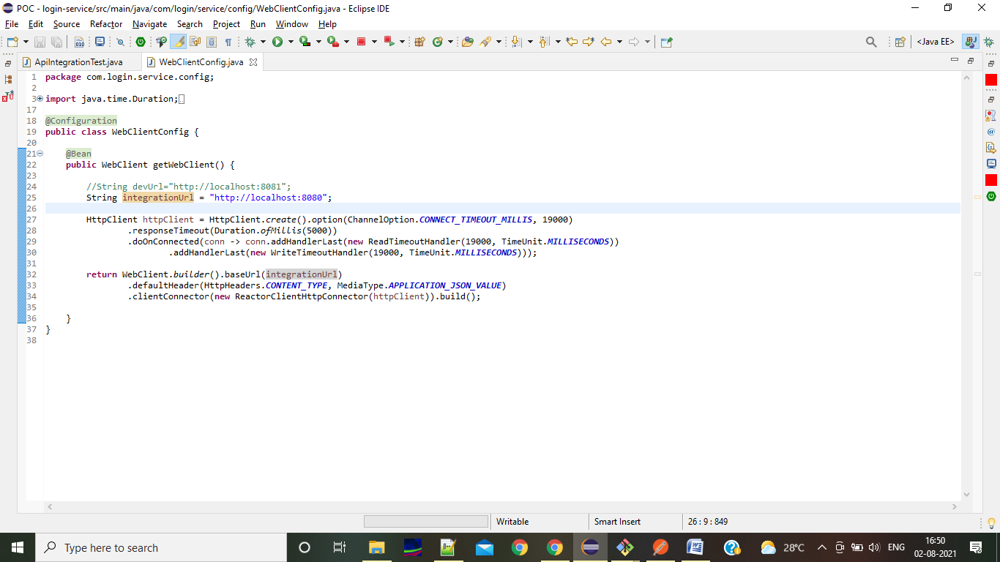 POC - login-service/src/main/java/com/login/service/config/WebClientConfig.java - Eclipse IDE
File Edit Source Refactor Navigate Search Project Run Window Help
<Java EE>
ApiIntegrationTest.java WebClientConfig.java
1 package com.login.service.config;
2
3 import java.time.Duration;
17
18 @Configuration
19 public class WebClientConfig {
20
21 @Bean
22 public WebClient getWebClient() {
23
24 //String devUrl="http://localhost:8081";
25 String integrationUrl = "http://localhost:8080";
26
27 HttpClient httpClient = HttpClient.create().option(ChannelOption.CONNECT_TIMEOUT_MILLIS, 19000)
28 .responseTimeout(Duration.ofMillis(5000))
29 .doOnConnected(conn -> conn.addHandlerLast(new ReadTimeoutHandler(19000, TimeUnit.MILLISECONDS))
30 .addHandlerLast(new WriteTimeoutHandler(19000, TimeUnit.MILLISECONDS)));
31
32 return WebClient.builder().baseUrl(integrationUrl)
33 .defaultHeader(HttpHeaders.CONTENT_TYPE, MediaType.APPLICATION_JSON_VALUE)
34 .clientConnector(new ReactorClientHttpConnector(httpClient)).build();
35
36 }
37 }
38
Writable Smart Insert 26 : 9 : 849
Type here to search
28°C ENG 16:50
02-08-2021